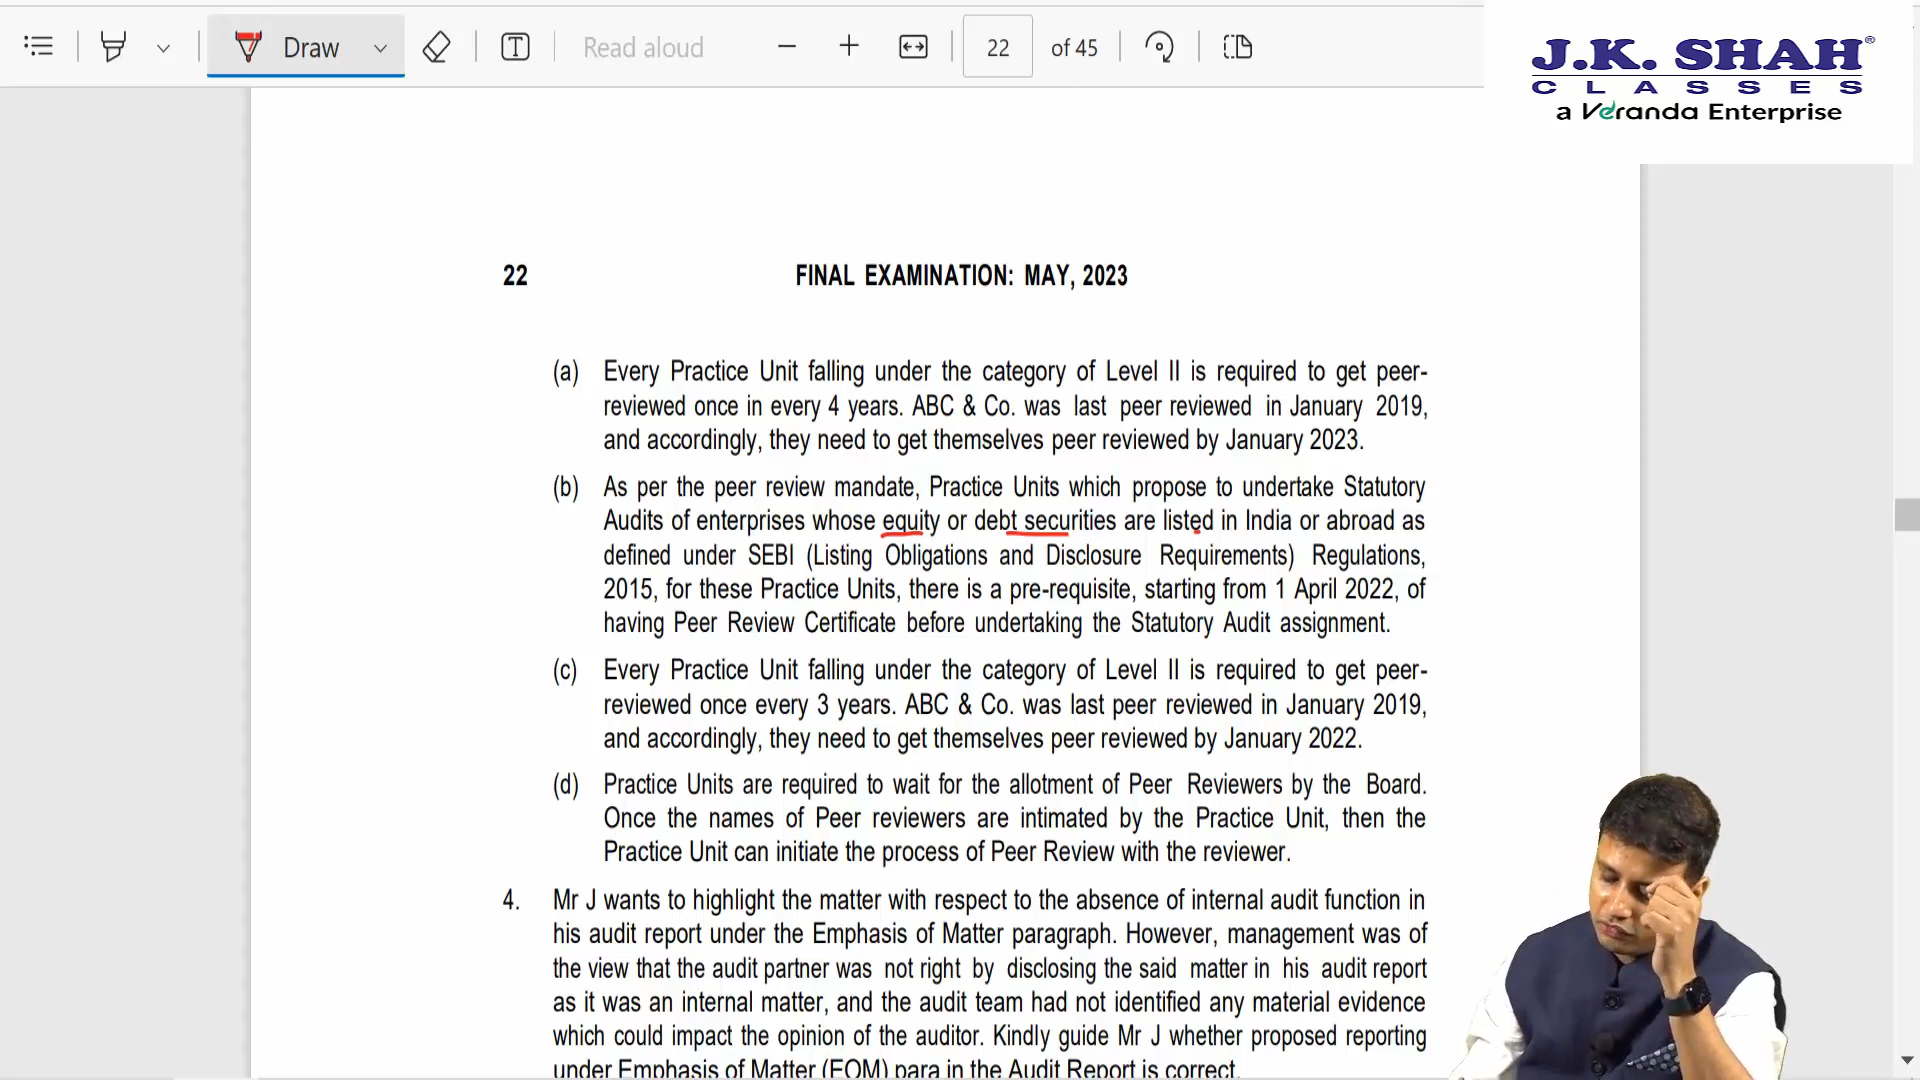 Draw
Read aloud
22
of 45
J.K. SHAH®
CLASSES
a Veranda Enterprise
22 FINAL EXAMINATION: MAY, 2023
(a) Every Practice Unit falling under the category of Level II is required to get peer-
reviewed once in every 4 years. ABC & Co. was last peer reviewed in January 2019,
and accordingly, they need to get themselves peer reviewed by January 2023.
(b) As per the peer review mandate, Practice Units which propose to undertake Statutory
Audits of enterprises whose equity or debt securities are listed in India or abroad as
defined under SEBI (Listing Obligations and Disclosure Requirements) Regulations,
2015, for these Practice Units, there is a pre-requisite, starting from 1 April 2022, of
having Peer Review Certificate before undertaking the Statutory Audit assignment.
(c) Every Practice Unit falling under the category of Level II is required to get peer-
reviewed once every 3 years. ABC & Co. was last peer reviewed in January 2019,
and accordingly, they need to get themselves peer reviewed by January 2022.
(d) Practice Units are required to wait for the allotment of Peer Reviewers by the Board.
Once the names of Peer reviewers are intimated by the Practice Unit, then the
Practice Unit can initiate the process of Peer Review with the reviewer.
4. Mr J wants to highlight the matter with respect to the absence of internal audit function in
his audit report under the Emphasis of Matter paragraph. However, management was of
the view that the audit partner was not right by disclosing the said matter in his audit report
as it was an internal matter, and the audit team had not identified any material evidence
which could impact the opinion of the auditor. Kindly guide Mr J whether proposed reporting
under Emphasis of Matter (EOM) para in the Audit Report is correct.